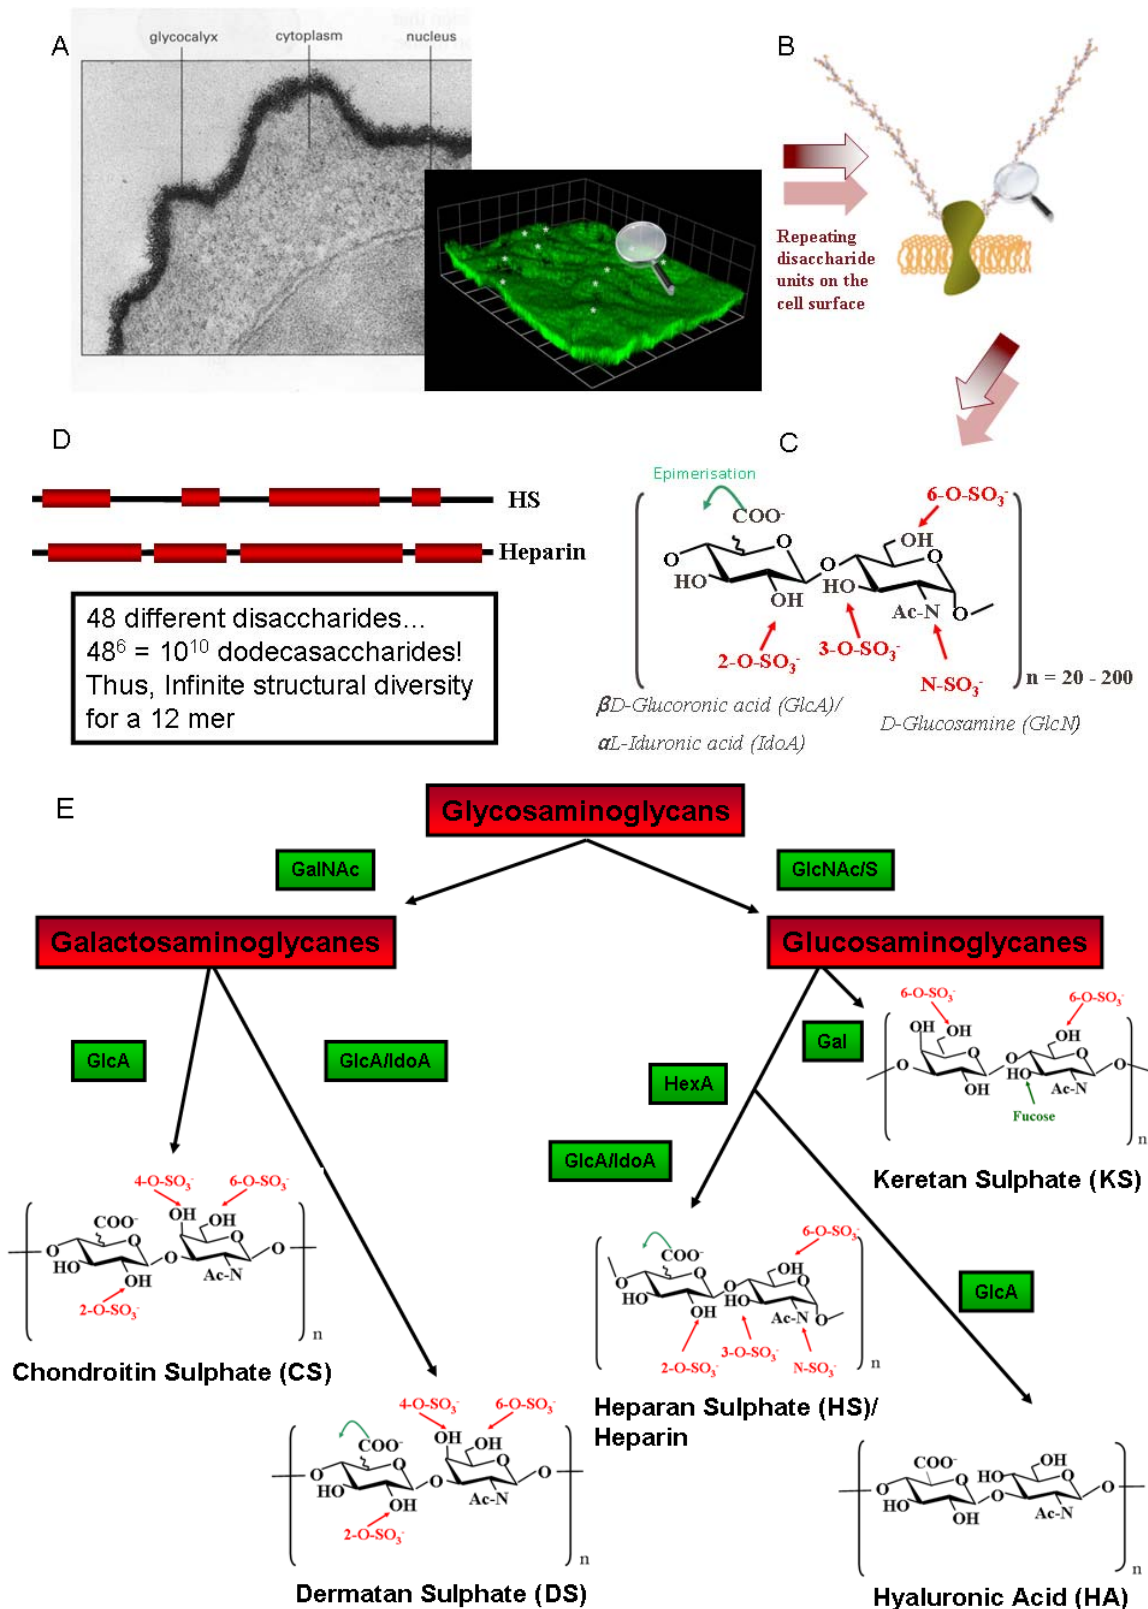 A
glycocalyx cytoplasm nucleus
B
Repeating
disaccharide
units on the
cell surface
D
HS
Heparin
48 different disaccharides...
48⁶ = 10¹⁰ dodecasaccharides!
Thus, Infinite structural diversity
for a 12 mer
C
Epimerisation
6-O-SO₃⁻
COO⁻
OH
O
O
O
O
HO
HO
OH
Ac-N
O
2-O-SO₃⁻
3-O-SO₃⁻
N-SO₃⁻
n = 20 - 200
βD-Glucoronic acid (GlcA)/
αL-Iduronic acid (IdoA)
D-Glucosamine (GlcN)
E
Glycosaminoglycans
GalNAc
GlcNAc/S
Galactosaminoglycanes
Glucosaminoglycanes
GlcA
GlcA/IdoA
HexA
Gal
GlcA/IdoA
GlcA
6-O-SO₃⁻
6-O-SO₃⁻
OH
OH
OH
O
O
O
O
O
OH
HO
Ac-N
Fucose
n
Keretan Sulphate (KS)
4-O-SO₃⁻
6-O-SO₃⁻
COO⁻
OH
OH
O
O
O
O
O
HO
OH
Ac-N
2-O-SO₃⁻
n
Chondroitin Sulphate (CS)
6-O-SO₃⁻
COO⁻
OH
O
O
O
O
HO
OH
HO
Ac-N
O
2-O-SO₃⁻
3-O-SO₃⁻
N-SO₃⁻
n
Heparan Sulphate (HS)/
Heparin
4-O-SO₃⁻
6-O-SO₃⁻
COO⁻
OH
OH
O
O
O
O
O
HO
OH
Ac-N
2-O-SO₃⁻
n
Dermatan Sulphate (DS)
COO⁻
OH
HO
O
O
O
O
O
HO
OH
Ac-N
n
Hyaluronic Acid (HA)